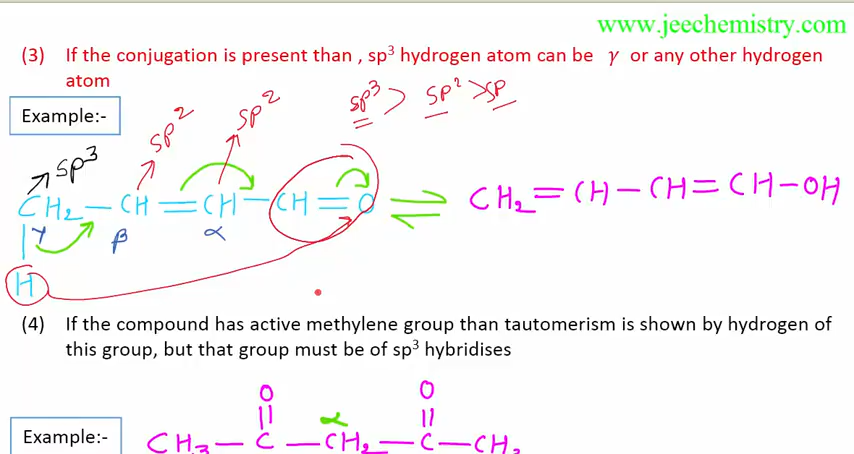 www.jeechemistry.com
(3) If the conjugation is present than , sp³ hydrogen atom can be γ or any other hydrogen
atom
Example:-
sp³ > sp² > sp
sp³ sp² sp²
CH₂ — CH = CH — CH = O ⇌ CH₂ = CH — CH = CH — OH
γ β α
H
(4) If the compound has active methylene group than tautomerism is shown by hydrogen of
this group, but that group must be of sp³ hybridises
Example:-
O O
|| α ||
CH₃ — C — CH₂ — C — CH₃